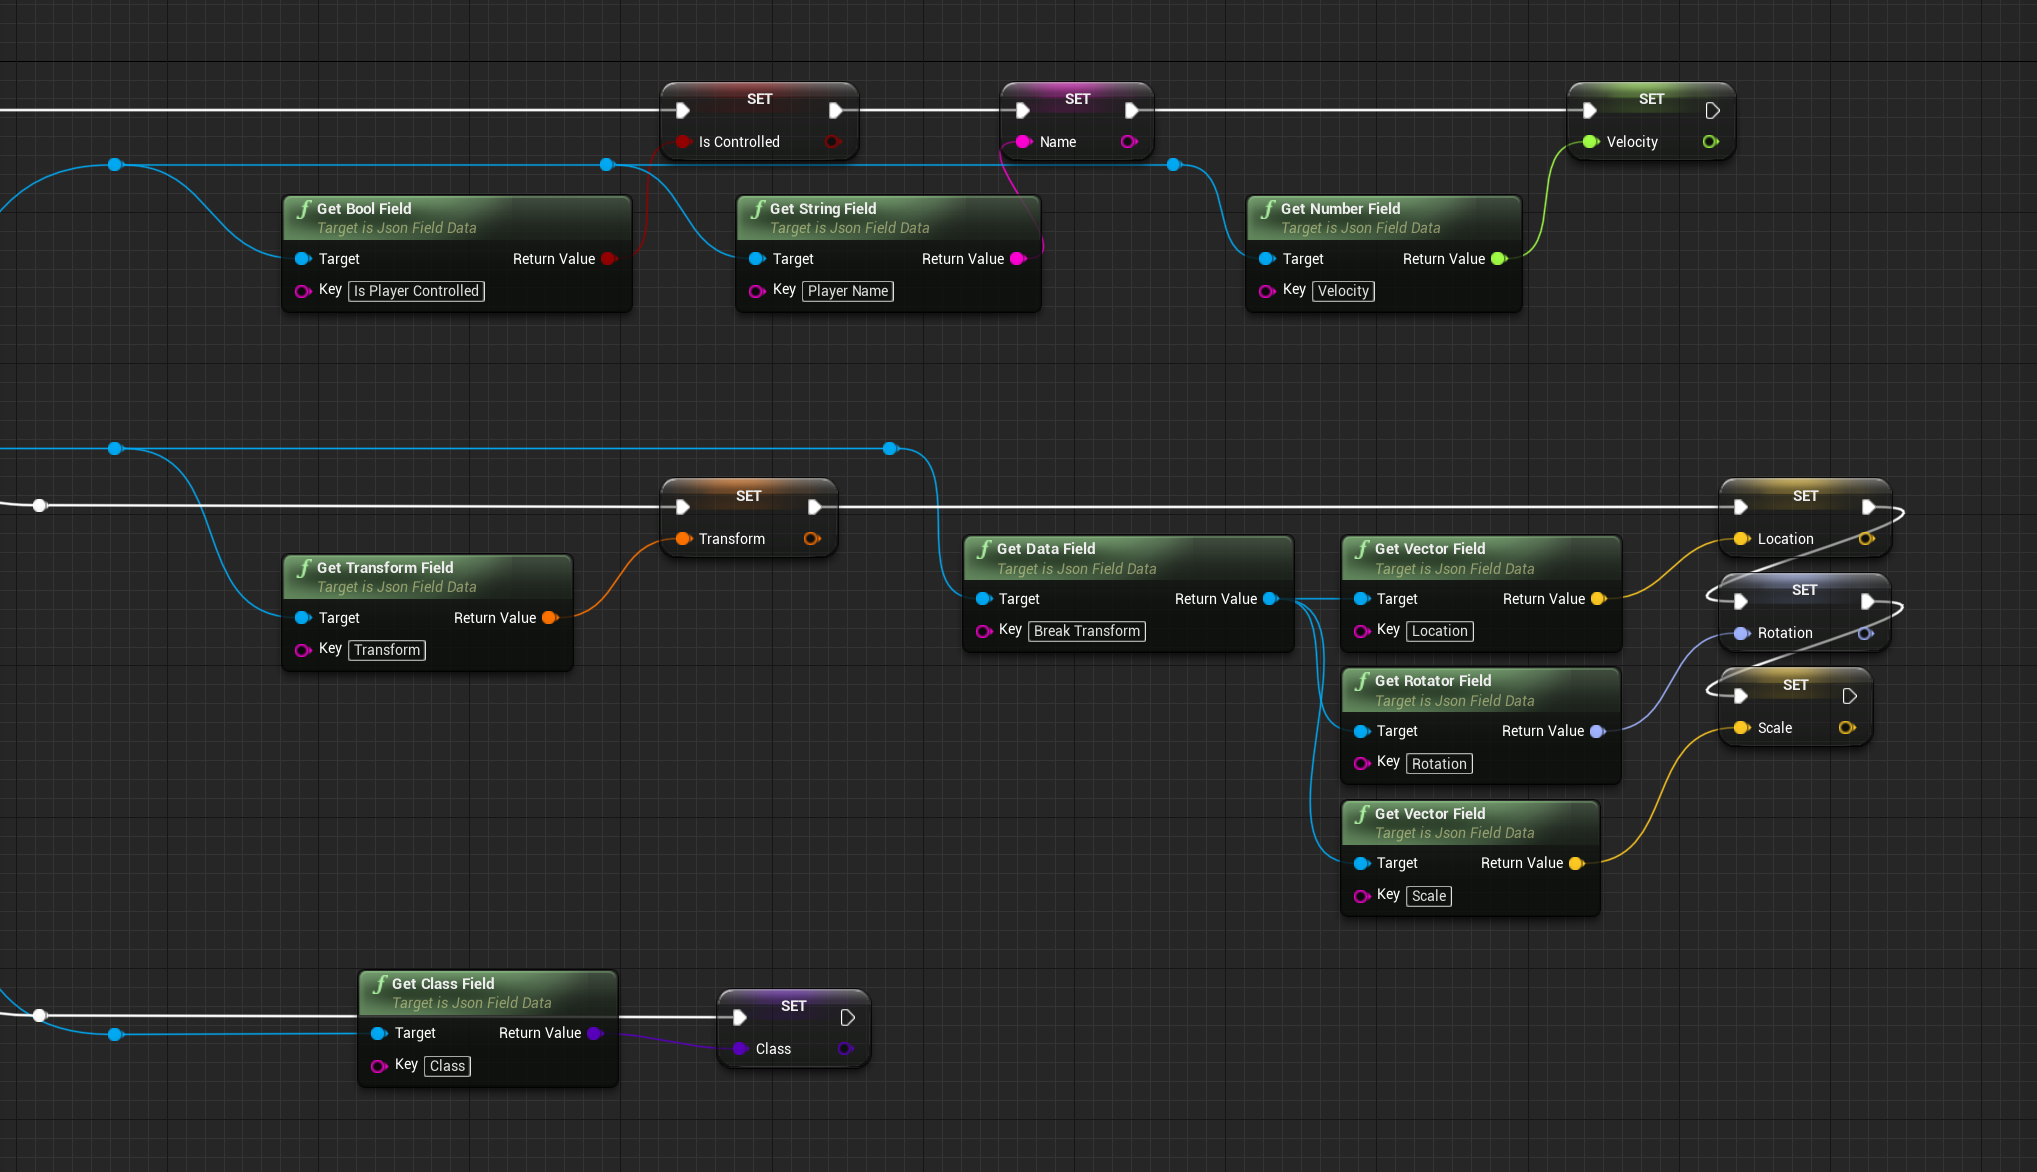 SET
Is Controlled
SET
Name
SET
Velocity
Get Bool Field
Target is Json Field Data
Target Return Value
Key Is Player Controlled
Get String Field
Target is Json Field Data
Target Return Value
Key Player Name
Get Number Field
Target is Json Field Data
Target Return Value
Key Velocity
Get Transform Field
Target is Json Field Data
Target Return Value
Key Transform
SET
Transform
Get Data Field
Target is Json Field Data
Target Return Value
Key Break Transform
Get Vector Field
Target is Json Field Data
Target Return Value
Key Location
SET
Location
SET
Rotation
Get Rotator Field
Target is Json Field Data
Target Return Value
Key Rotation
SET
Scale
Get Vector Field
Target is Json Field Data
Target Return Value
Key Scale
Get Class Field
Target is Json Field Data
Target Return Value
Key Class
SET
Class